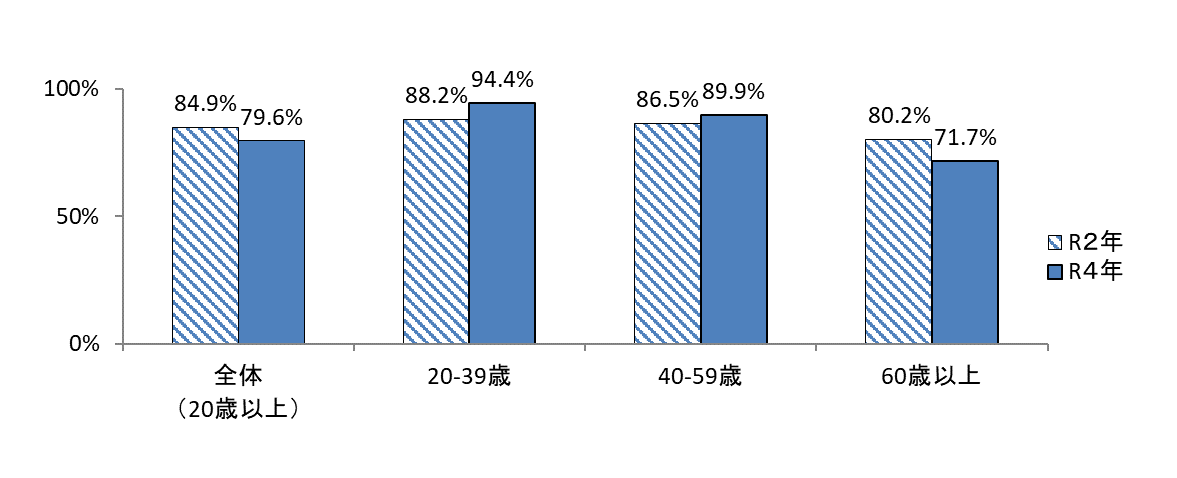 100%
50%
0%
84.9%
79.6%
88.2%
94.4%
86.5%
89.9%
80.2%
71.7%
全体
（20歳以上）
20-39歳
40-59歳
60歳以上
R２年
R４年